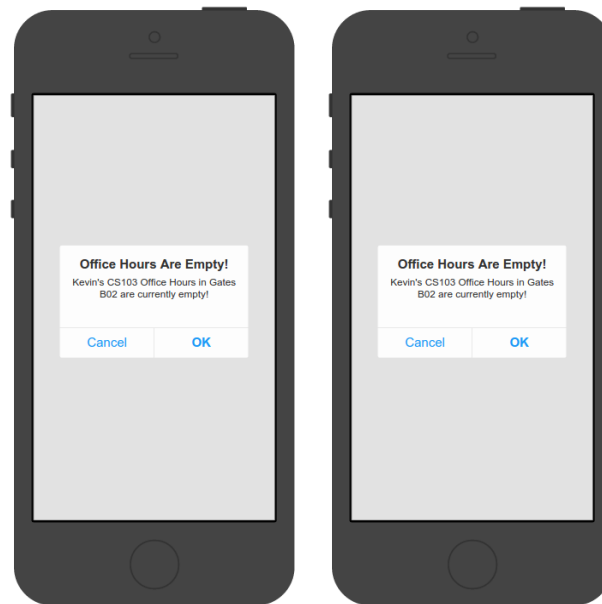 Office Hours Are Empty!
Kevin's CS103 Office Hours in Gates
B02 are currently empty!
Cancel OK
Office Hours Are Empty!
Kevin's CS103 Office Hours in Gates
B02 are currently empty!
Cancel OK